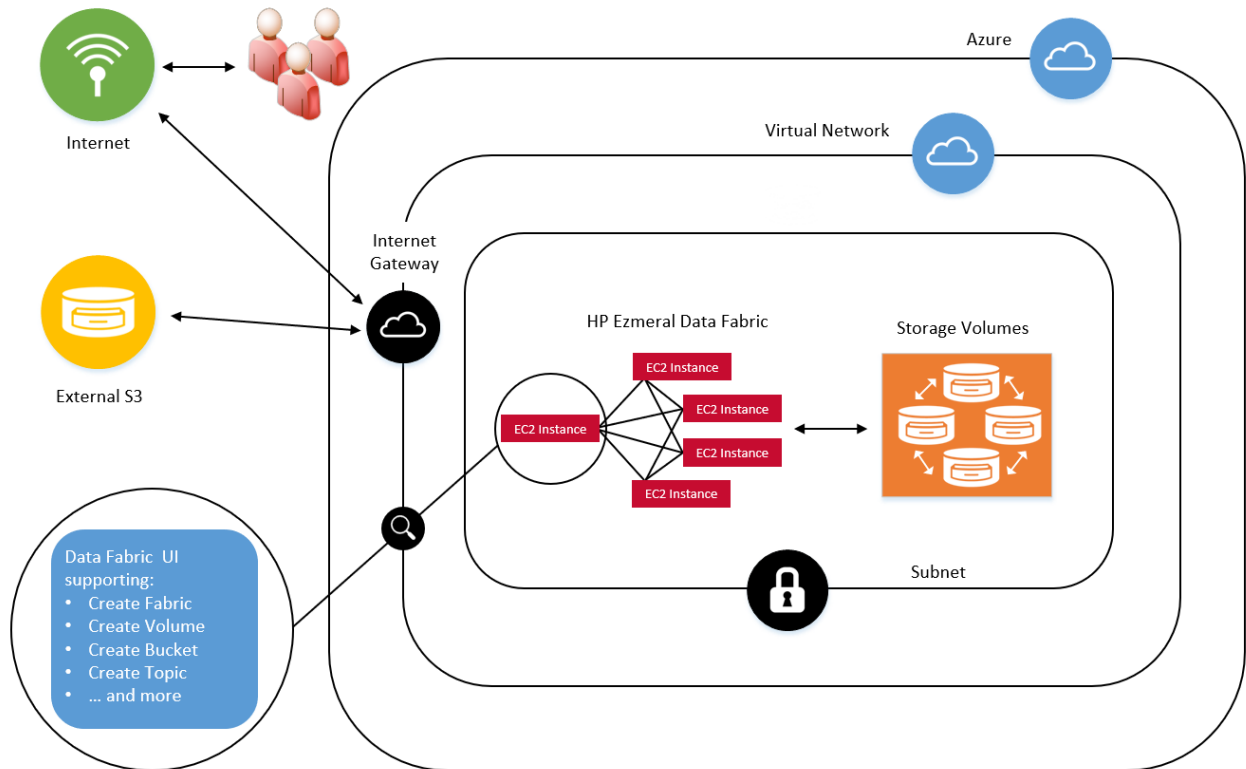 Azure
Internet
Virtual Network
Internet
Gateway
External S3
HP Ezmeral Data Fabric
Storage Volumes
EC2 Instance
EC2 Instance
EC2 Instance
EC2 Instance
EC2 Instance
Subnet
Data Fabric UI
supporting:
• Create Fabric
• Create Volume
• Create Bucket
• Create Topic
• ... and more